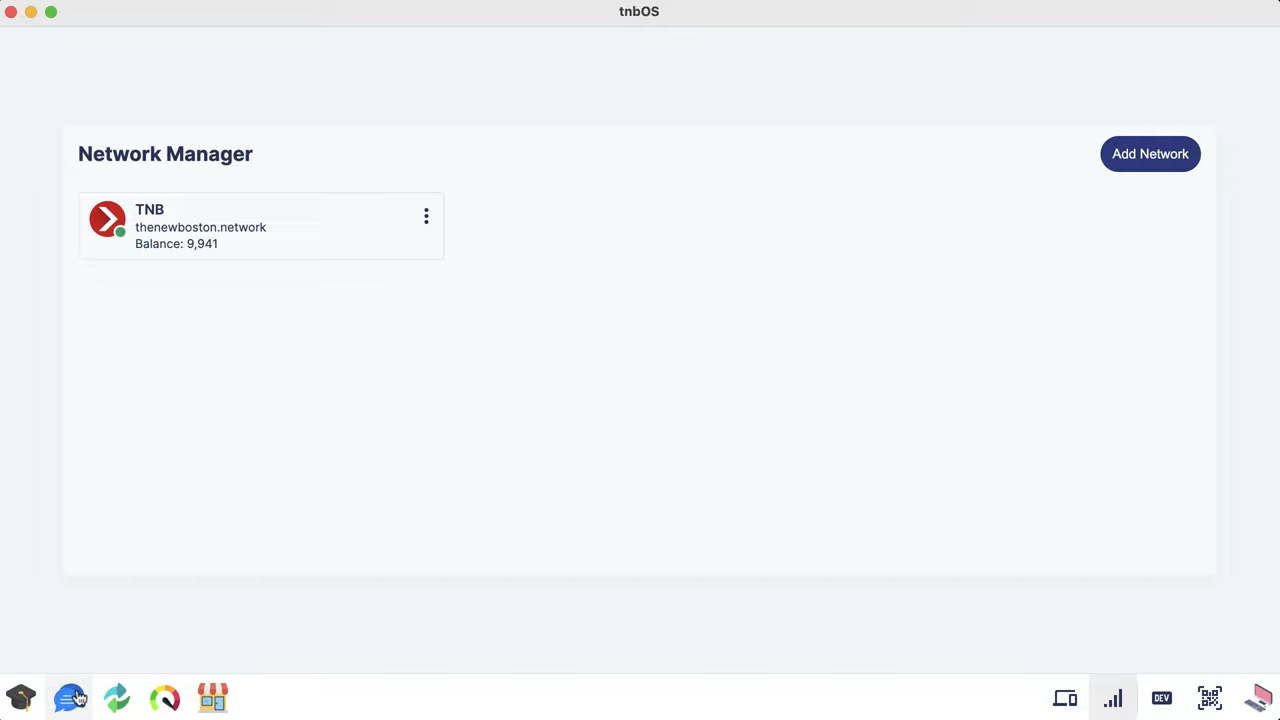 tnbOS
Network Manager
Add Network
TNB
thenewboston.network
Balance: 9,941
DEV